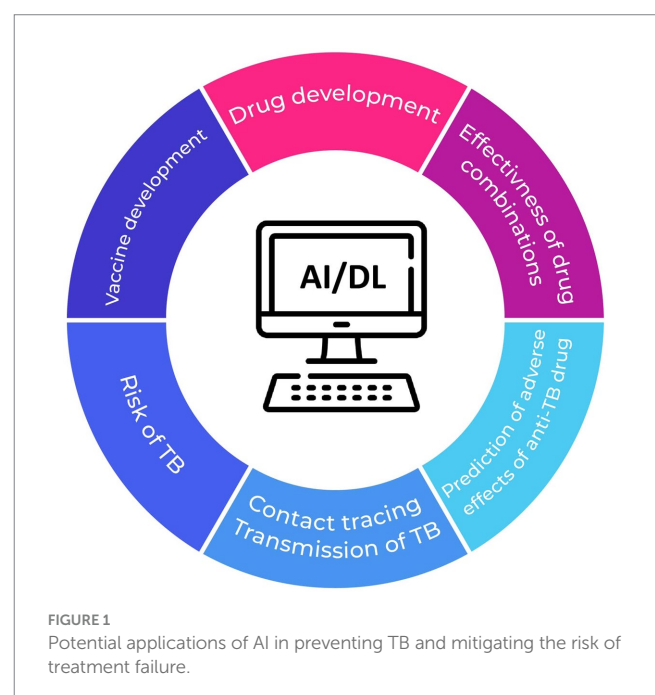 Drug development
Effectivness of drug
combinations
Prediction of adverse
effects of anti-TB drug
Contact tracing
Transmission of TB
Risk of TB
Vaccine development
AI/DL
FIGURE 1
Potential applications of AI in preventing TB and mitigating the risk of
treatment failure.